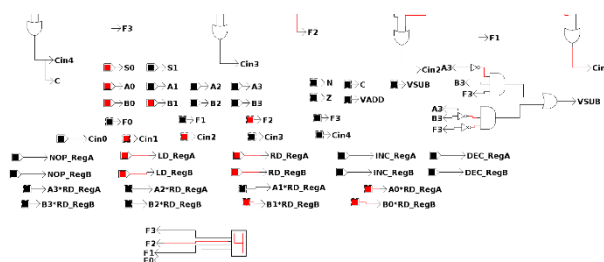 F3
F2
F1
Cin4
Cin3
Cin2
Cin
C
A3
B3
F3
VSUB
A3
B3
F3
S0 S1
A0 A1 A2 A3
B0 B1 B2 B3
N C VSUB
Z VADD
F0 F1 F2 F3
Cin0 Cin1 Cin2 Cin3 Cin4
NOP_RegA LD_RegA RD_RegA INC_RegA DEC_RegA
NOP_RegB LD_RegB RD_RegB INC_RegB DEC_RegB
A3*RD_RegA A2*RD_RegA A1*RD_RegA A0*RD_RegA
B3*RD_RegB B2*RD_RegB B1*RD_RegB B0*RD_RegB
F3
F2
F1
F0
4